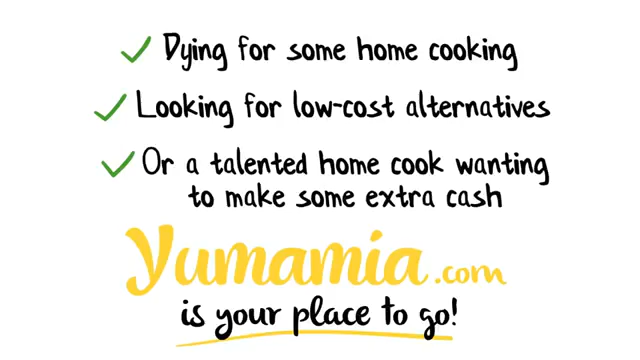 Dying for some home cooking
Looking for low-cost alternatives
Or a talented home cook wanting
to make some extra cash
Yumamia.com
is your place to go!